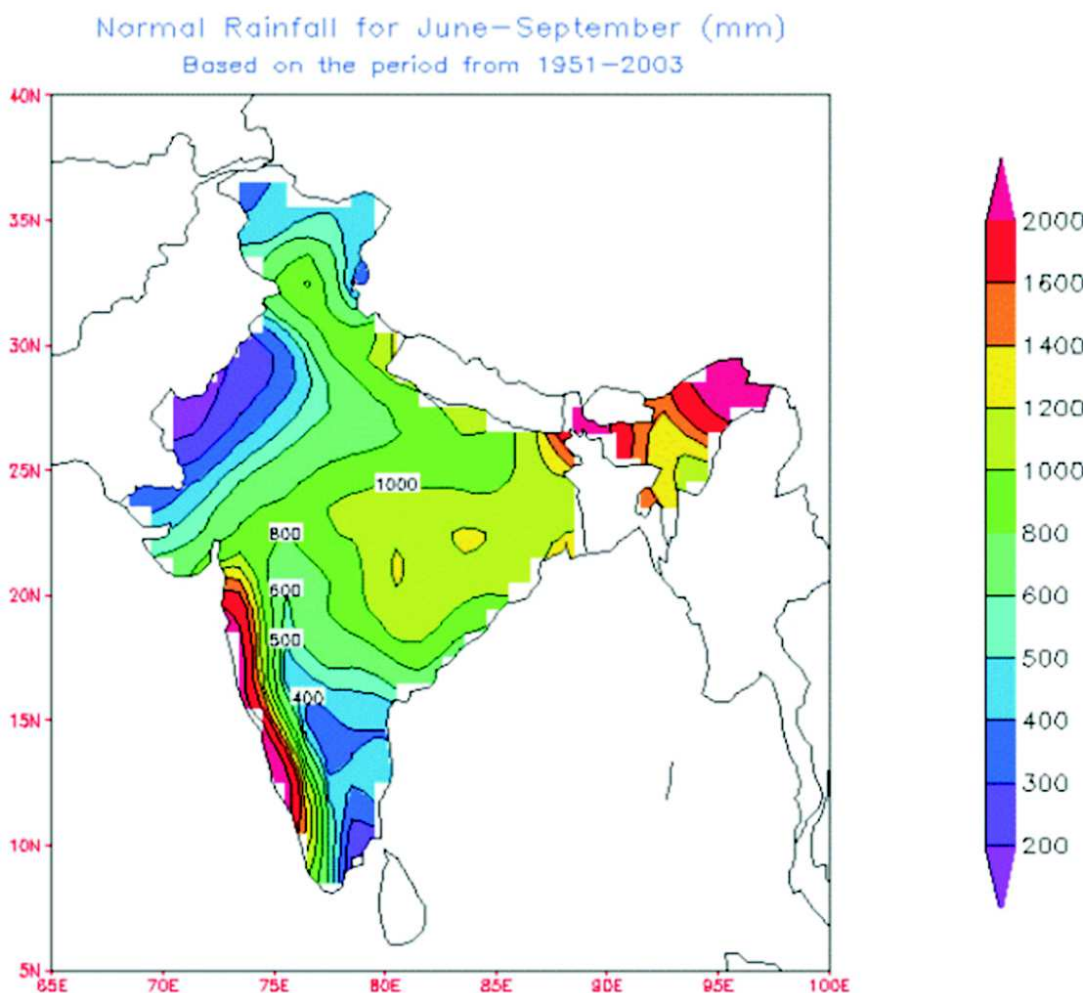 Normal Rainfall for June-September (mm)
Based on the period from 1951-2003
40N
35N
30N
25N
20N
15N
10N
5N
65E 70E 75E 80E 85E 90E 95E 100E
1000
800
600
500
400
2000
1600
1400
1200
1000
800
600
500
400
300
200